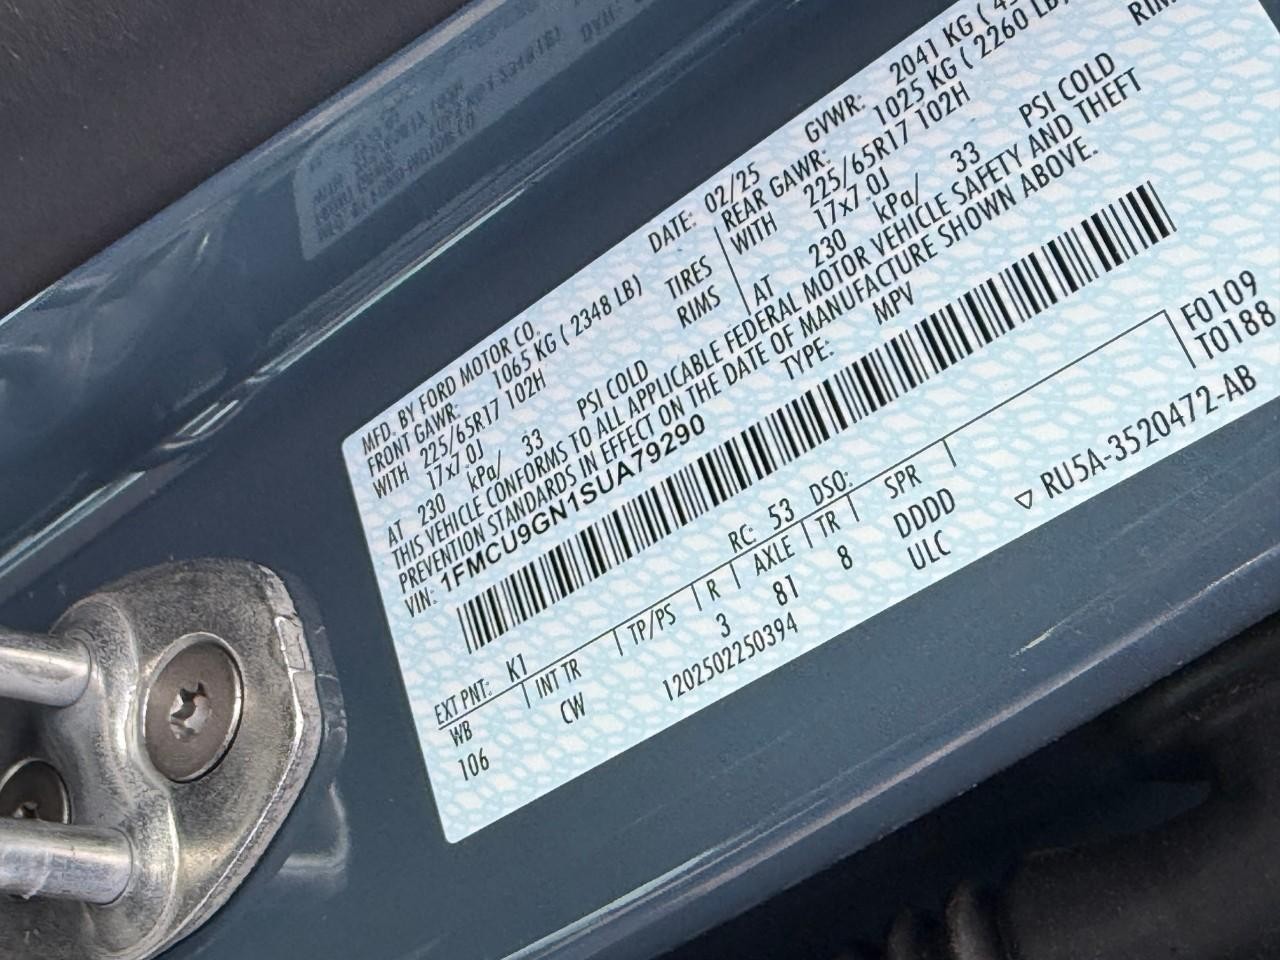 MFD. BY FORD MOTOR CO. DATE: 02/25 GVWR: 2041 KG (
FRONT GAWR: 1065 KG ( 2348 LB) REAR GAWR: 1025 KG ( 2260 LB)
WITH 225/65R17 102H TIRES WITH 225/65R17 102H
17x7.0J RIMS 17x7.0J RIM
AT 230 kPa/ 33 PSI COLD AT 230 kPa/ 33 PSI COLD
THIS VEHICLE CONFORMS TO ALL APPLICABLE FEDERAL MOTOR VEHICLE SAFETY AND THEFT
PREVENTION STANDARDS IN EFFECT ON THE DATE OF MANUFACTURE SHOWN ABOVE.
VIN: 1FMCU9GN1SUA79290 TYPE: MPV
F0109
T0188
EXT PNT: K1 RC: 53 DSO:
WB INT TR TP/PS R AXLE TR SPR
106 CW 3 81 8 DDDD
1202502250394 ULC
RU5A-3520472-AB